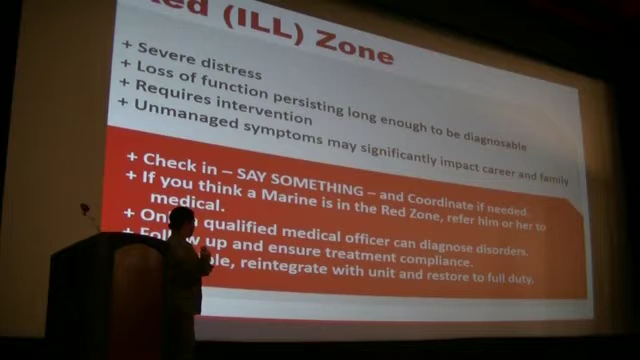 Red (ILL) Zone
+ Severe distress
+ Loss of function persisting long enough to be diagnosable
+ Requires intervention
+ Unmanaged symptoms may significantly impact career and family
+ Check in – SAY SOMETHING – and Coordinate if needed.
+ If you think a Marine is in the Red Zone, refer him or her to
medical.
+ Only a qualified medical officer can diagnose disorders.
+ Follow up and ensure treatment compliance.
reintegrate with unit and restore to full duty.